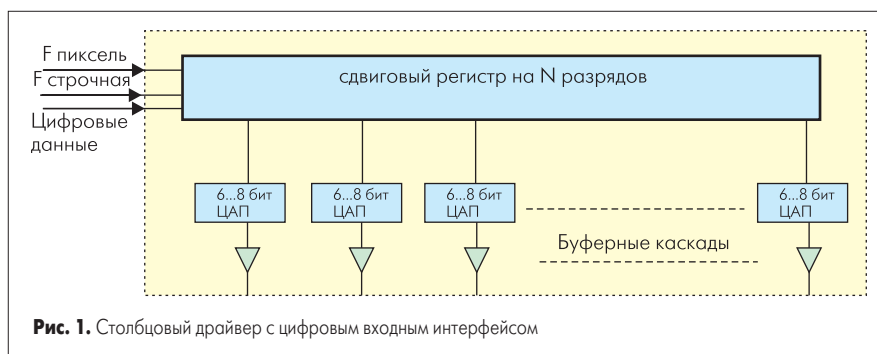 F пиксель
F строчная
Цифровые
данные
сдвиговый регистр на N разрядов
6...8 бит
ЦАП
6...8 бит
ЦАП
6...8 бит
ЦАП
6...8 бит
ЦАП
Буферные каскады
Рис. 1. Столбцовый драйвер с цифровым входным интерфейсом